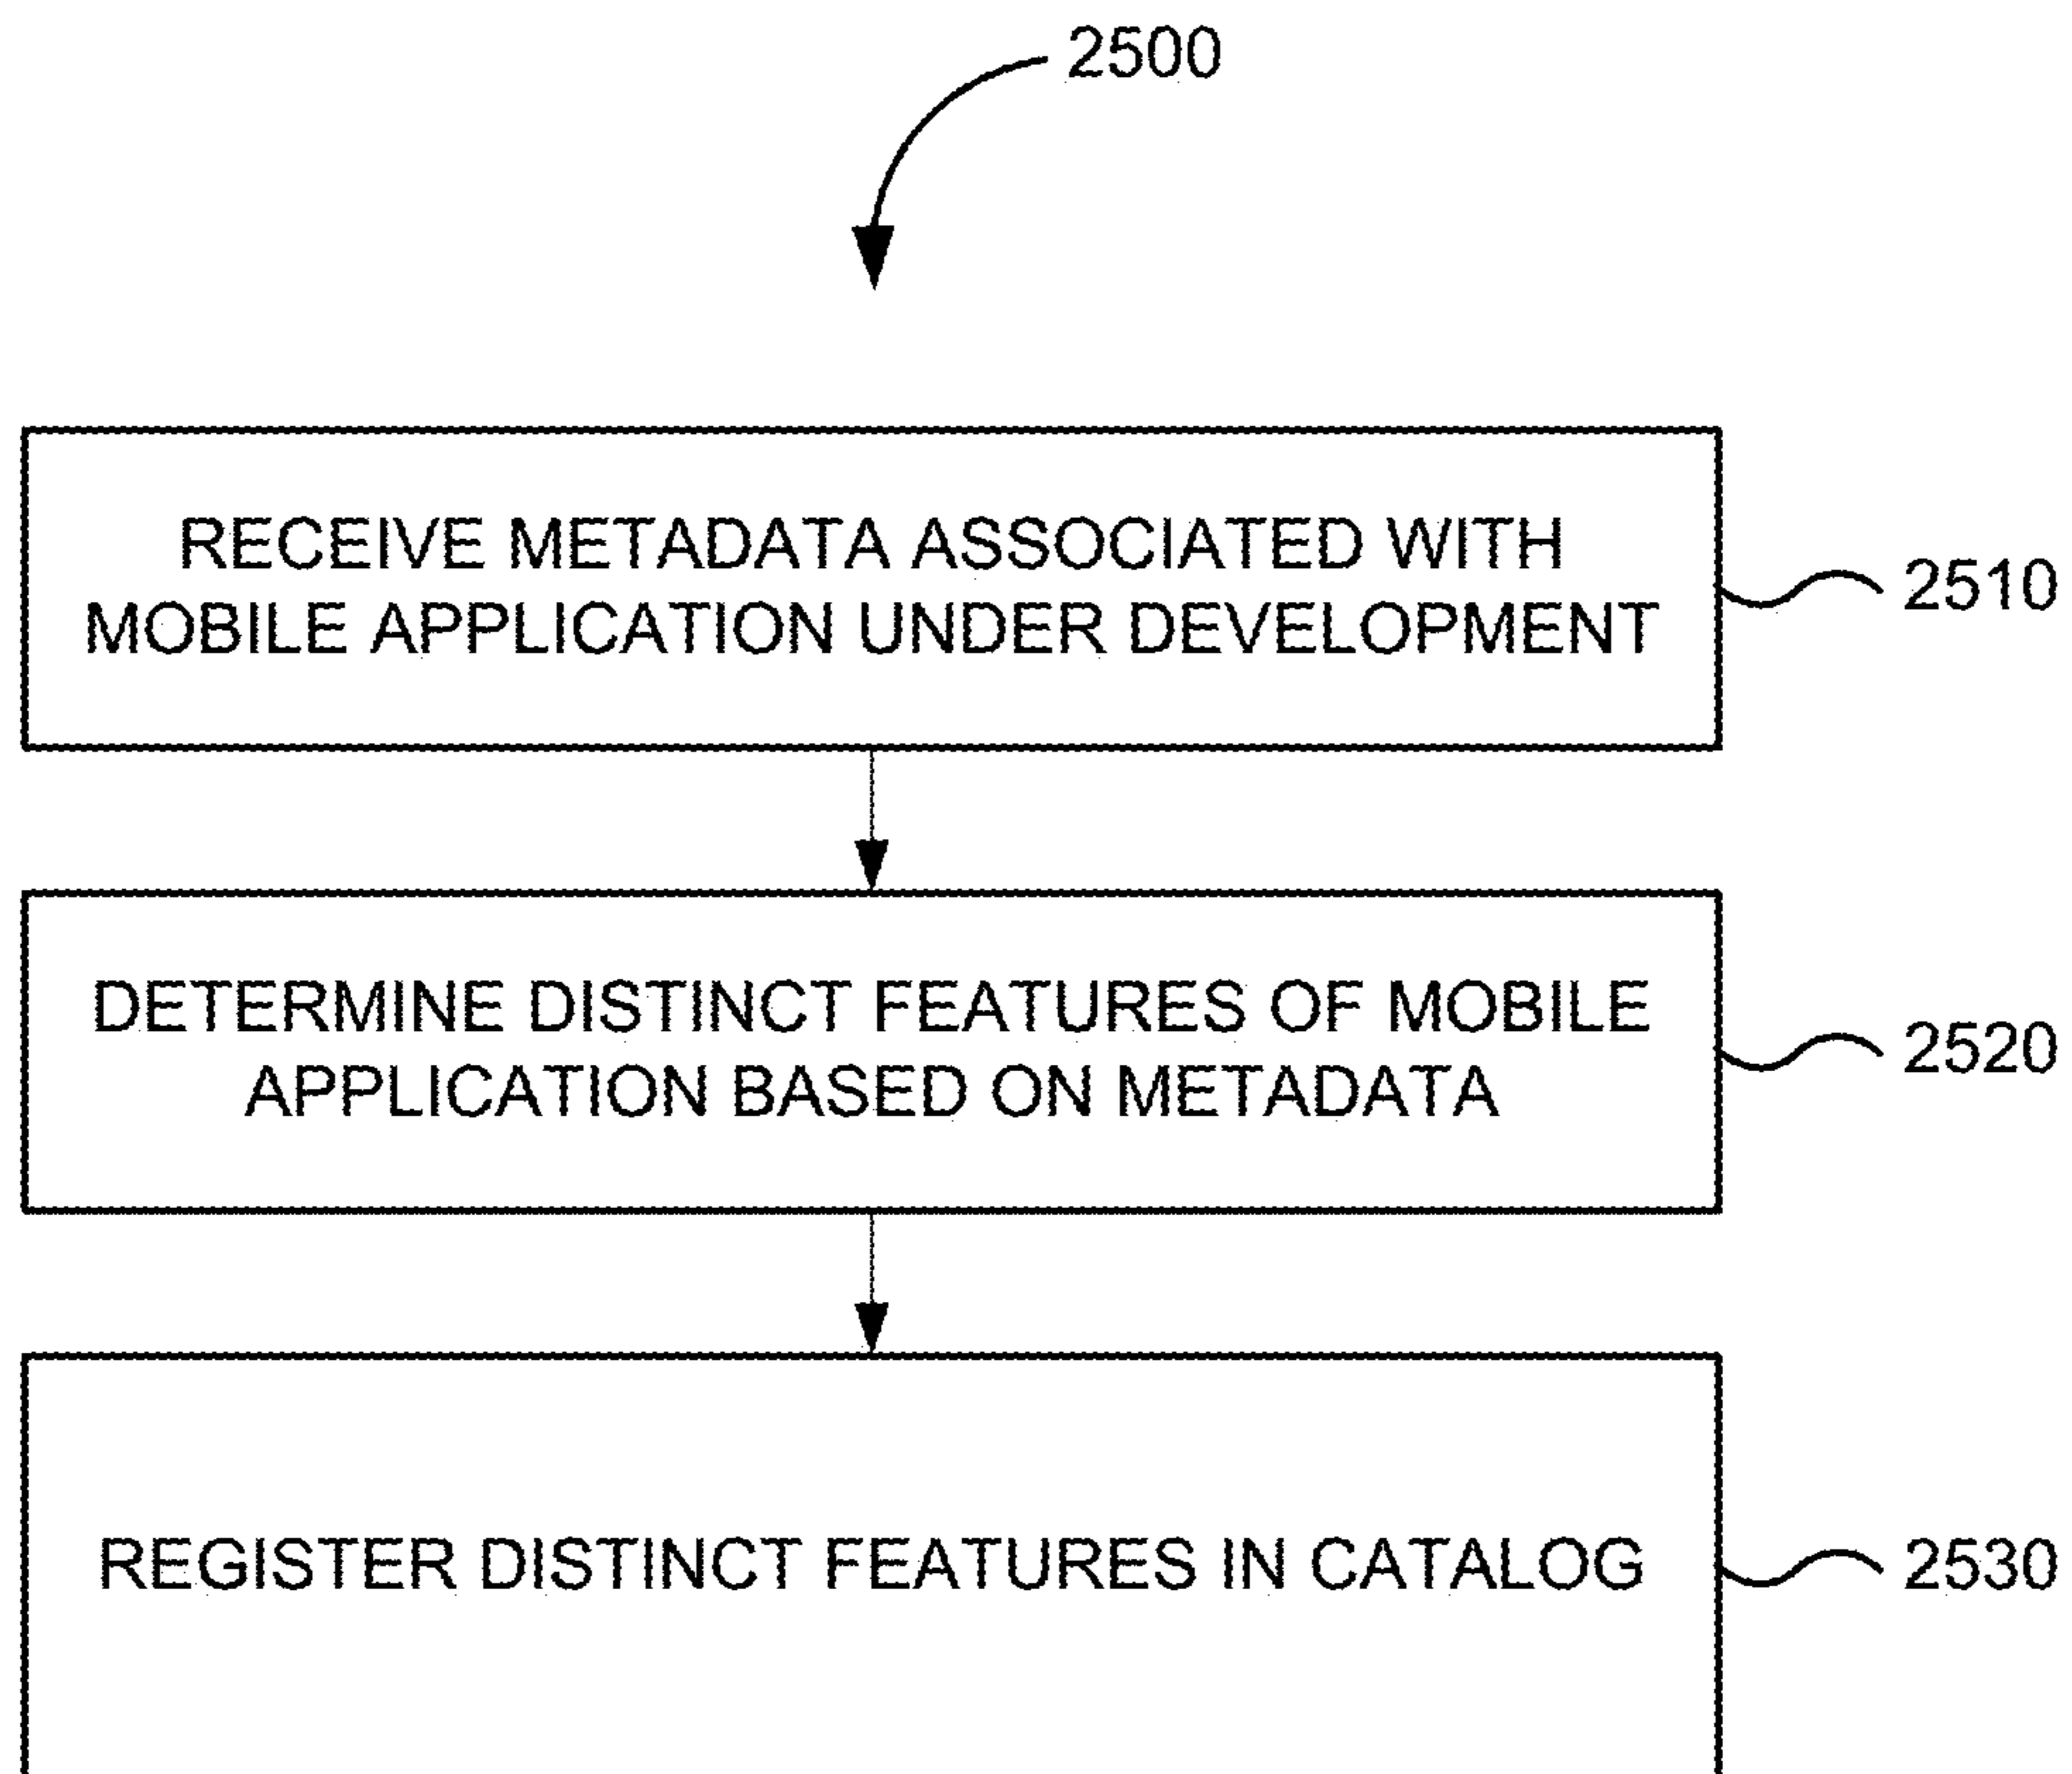 2500
RECEIVE METADATA ASSOCIATED WITH
MOBILE APPLICATION UNDER DEVELOPMENT
2510
DETERMINE DISTINCT FEATURES OF MOBILE
APPLICATION BASED ON METADATA
2520
REGISTER DISTINCT FEATURES IN CATALOG
2530